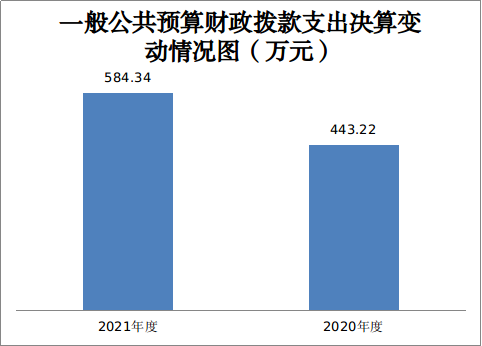 一般公共预算财政拨款支出决算变
动情况图（万元）
584.34
443.22
2021年度
2020年度